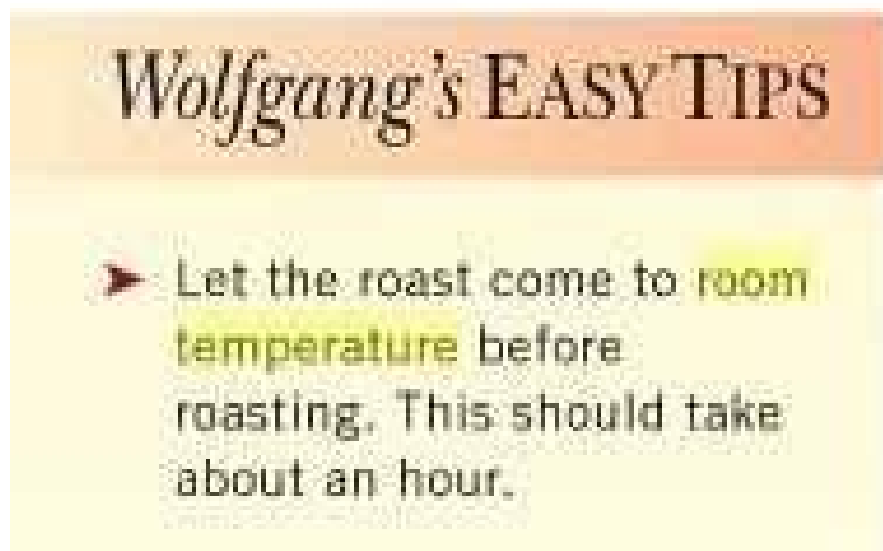 Wolfgang's EASY TIPS
➤ Let the roast come to room
temperature before
roasting. This should take
about an hour.